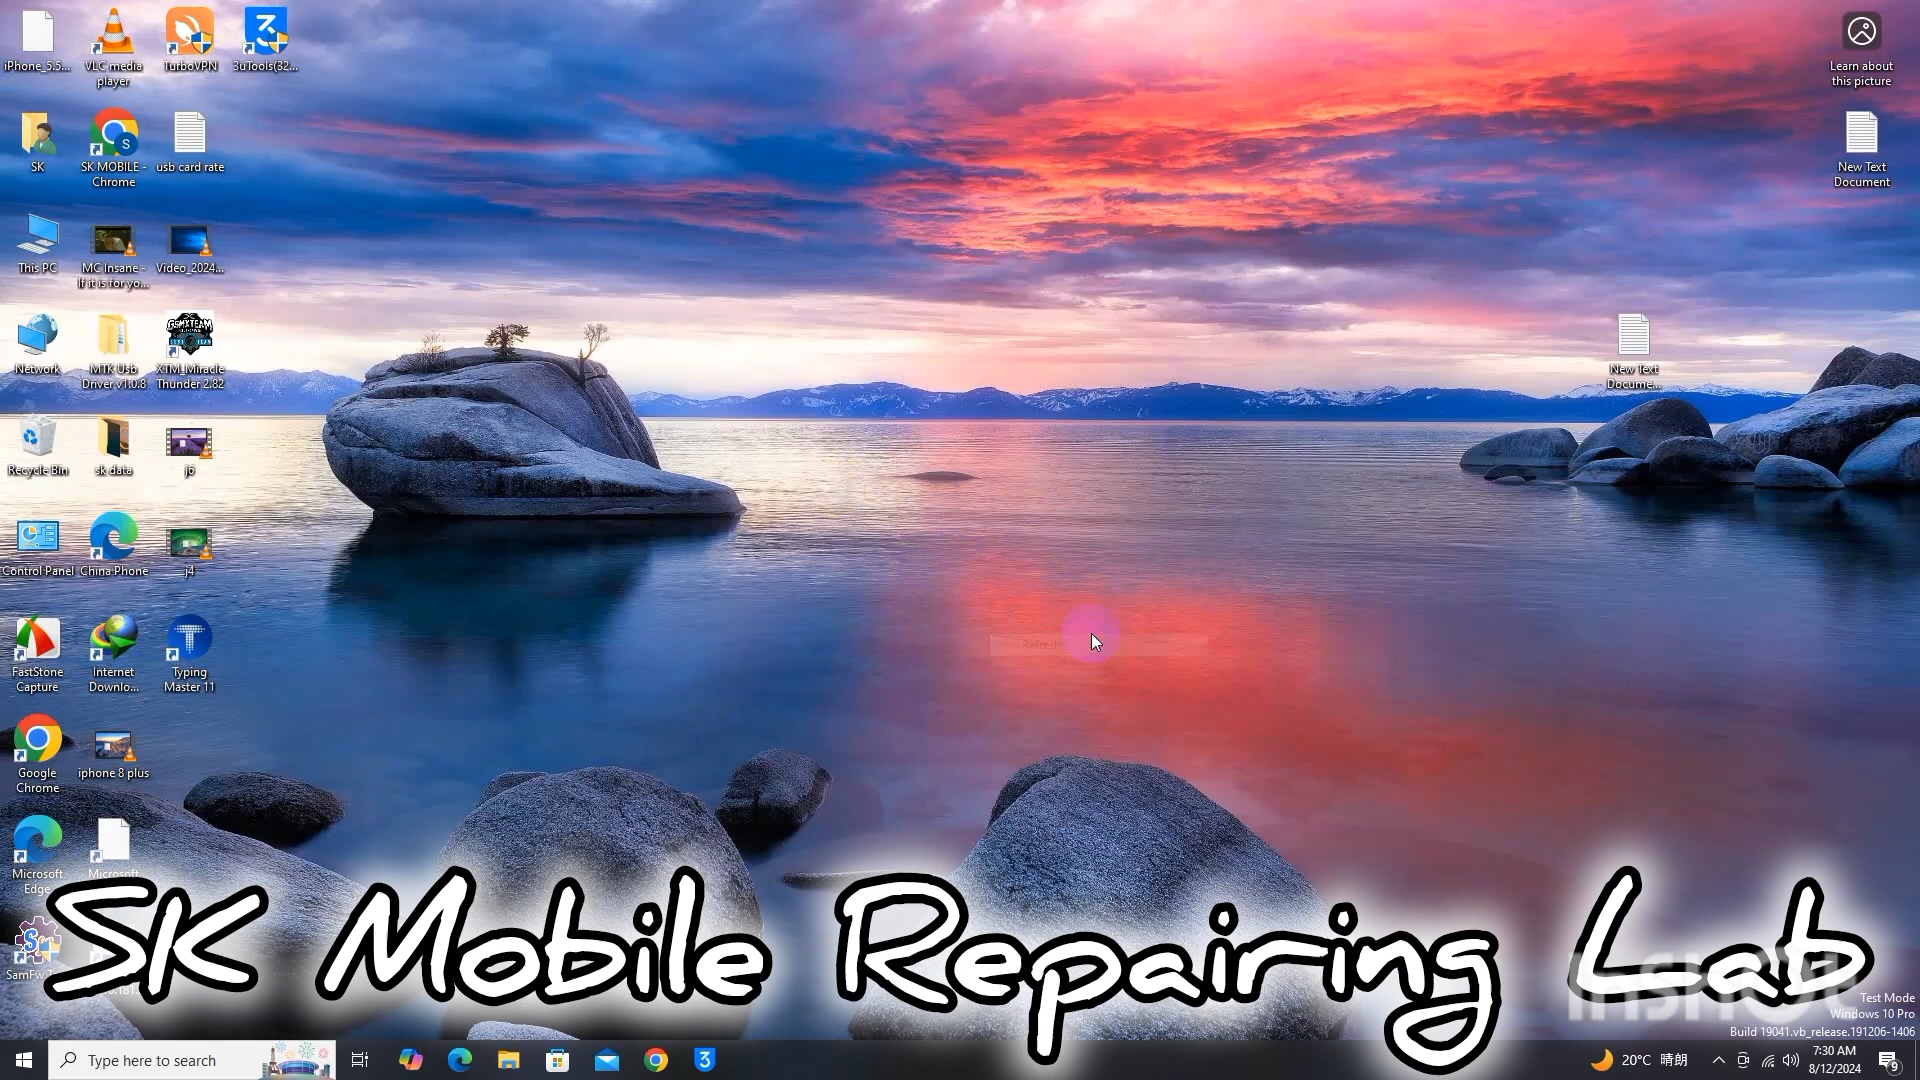 iPhone_5.5...
VLC media
player
TurboVPN
3uTools(32...
Learn about
this picture
SK
SK MOBILE -
Chrome
usb card rate
New Text
Document
This PC
MC Insane -
If it is for yo...
Video_2024...
Network
MTK Usb
Driver v1.0.8
XTM_Miracle
Thunder 2.82
New Text
Docume...
Recycle Bin
sk data
j6
Control Panel
China Phone
j4
FastStone
Capture
Internet
Downlo...
Typing
Master 11
Google
Chrome
iphone 8 plus
Microsoft
Edge
Microsoft
SK Mobile Repairing Lab
InShOt
Test Mode
Windows 10 Pro
Build 19041.vb_release.191206-1406
Type here to search
20°C 晴朗
7:30 AM
8/12/2024
9